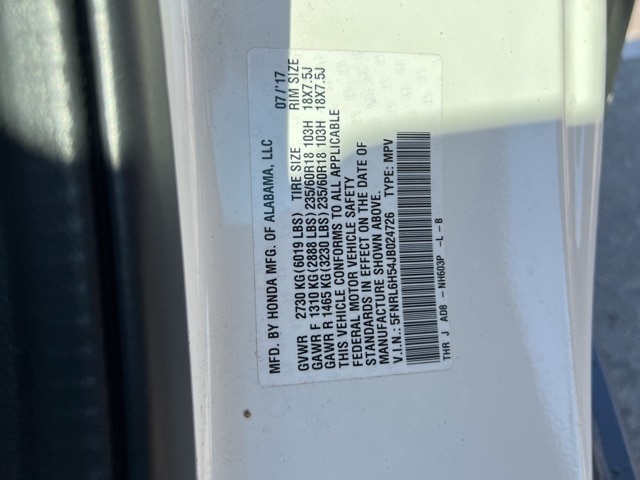 MFD. BY HONDA MFG. OF ALABAMA, LLC 07/'17
GVWR 2730 KG(6019 LBS) TIRE SIZE RIM SIZE
GAWR F 1310 KG(2888 LBS)235/60R18 103H 18X7.5J
GAWR R 1465 KG(3230 LBS)235/60R18 103H 18X7.5J
THIS VEHICLE CONFORMS TO ALL APPLICABLE
FEDERAL MOTOR VEHICLE SAFETY
STANDARDS IN EFFECT ON THE DATE OF
MANUFACTURE SHOWN ABOVE.
V.I.N.: 5FNRL6H54JB024726 TYPE: MPV
THR J A08 - NH603P -L - B